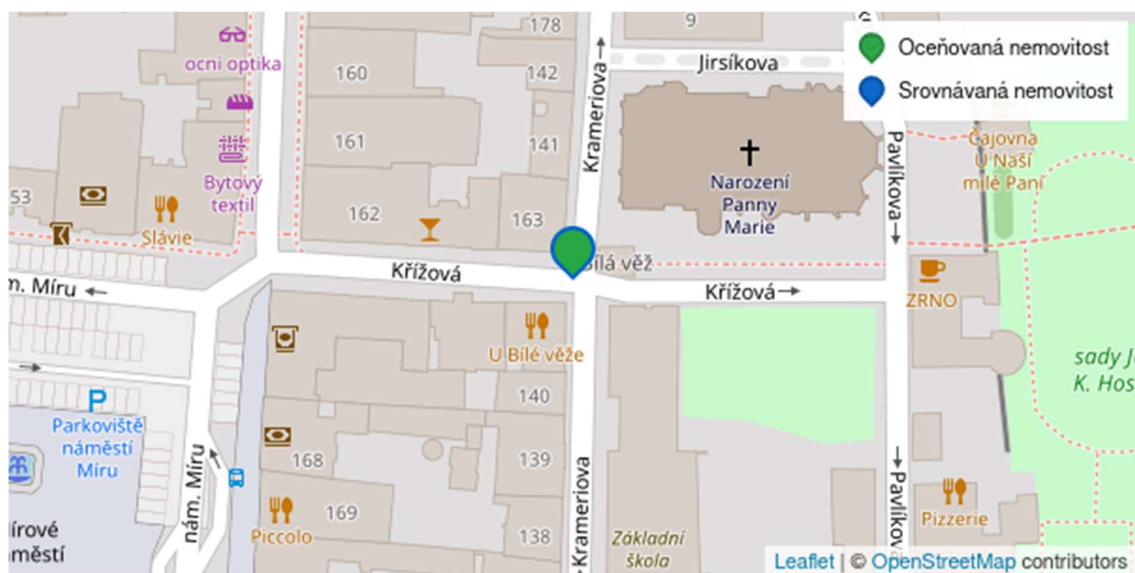 178
9
Oceňovaná nemovitost
Srovnávaná nemovitost
ocni optika
160
142
Krameriova
Jirsíkova
Pavlíkova
Čajovna
U Naší
milé Paní
161
141
Narození
Panny
Marie
Bytový
textil
53
Slávie
162
163
Bílá věž
Křížová
Křížová
ZRNO
m. Míru
U Bílé věže
sady J
K. Hos
140
Parkoviště
náměstí
Míru
P
nám. Míru
168
139
Krameriova
Pavlíkova
169
Piccolo
138
Základní
škola
Pizzerie
írové
městí
Leaflet | © OpenStreetMap contributors